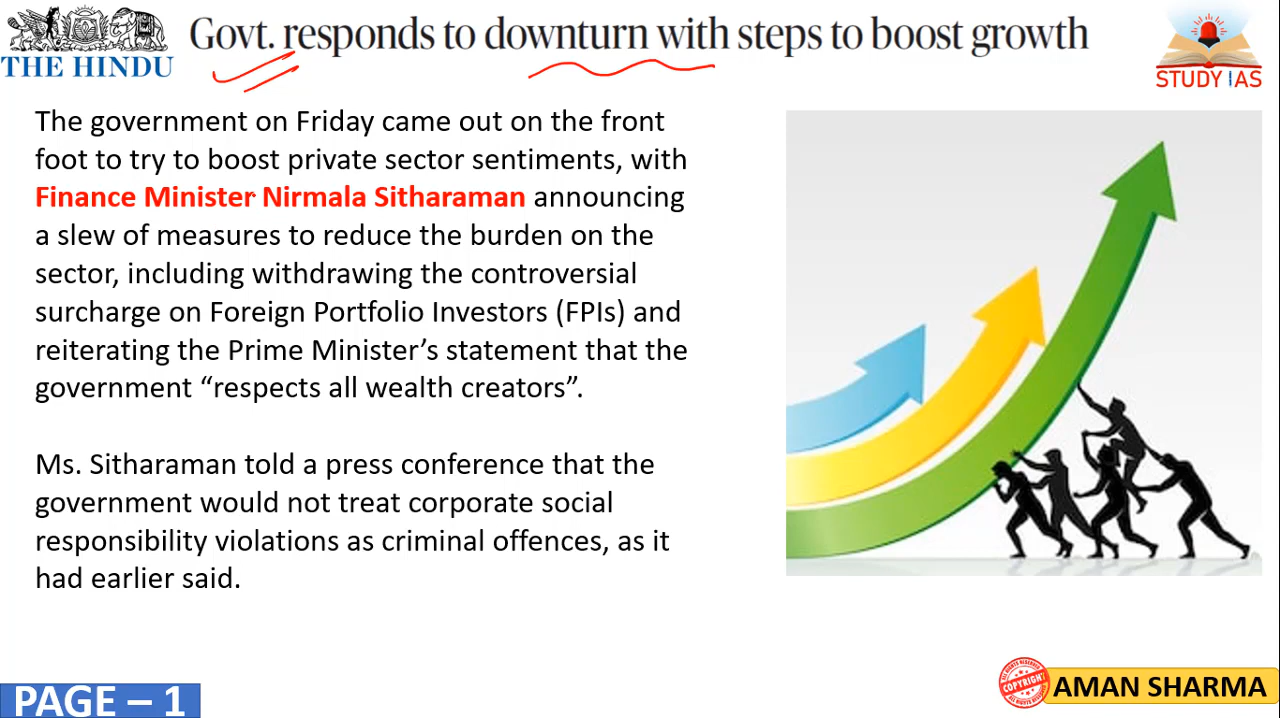 Govt. responds to downturn with steps to boost growth
THE HINDU
STUDY IAS
The government on Friday came out on the front
foot to try to boost private sector sentiments, with
Finance Minister Nirmala Sitharaman announcing
a slew of measures to reduce the burden on the
sector, including withdrawing the controversial
surcharge on Foreign Portfolio Investors (FPIs) and
reiterating the Prime Minister’s statement that the
government “respects all wealth creators”.
Ms. Sitharaman told a press conference that the
government would not treat corporate social
responsibility violations as criminal offences, as it
had earlier said.
PAGE – 1
COPYRIGHT
AMAN SHARMA